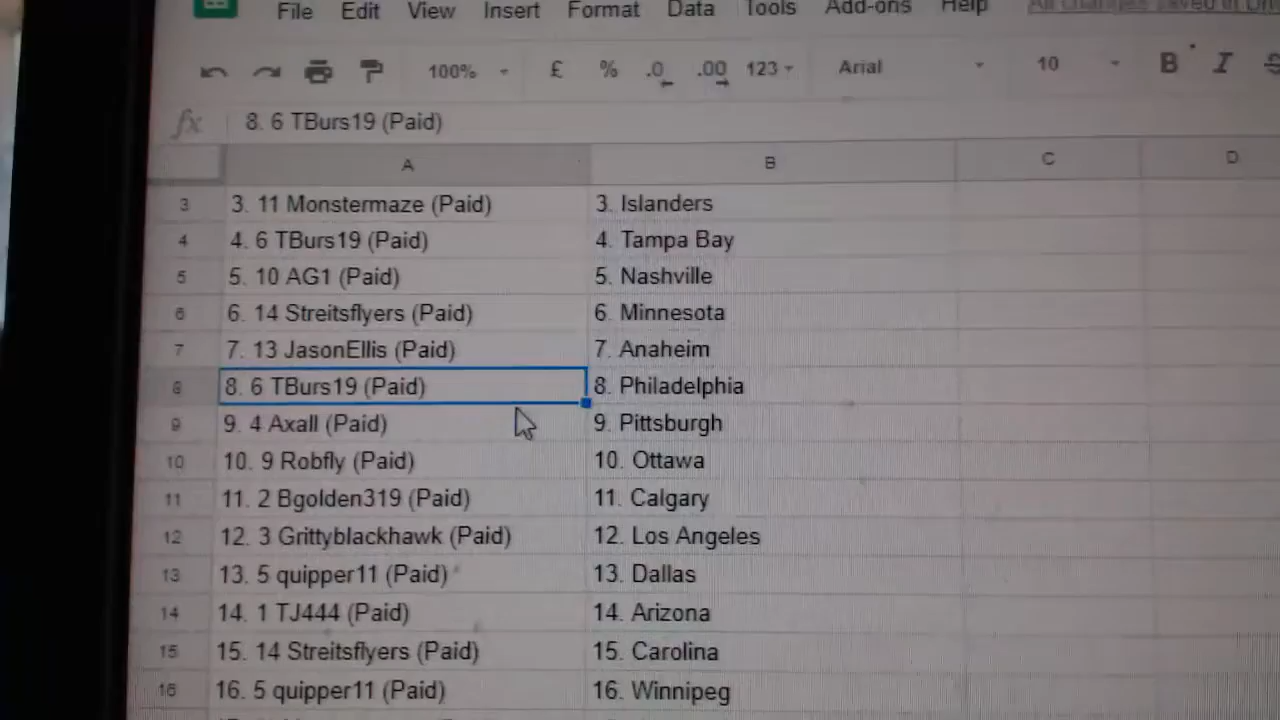 File Edit View Insert Format Data Tools Add-ons Help All changes saved in Drive
100% £ % .0 .00 123 Arial 10 B I S
fx 8. 6 TBurs19 (Paid)
A B C D
3 3. 11 Monstermaze (Paid) 3. Islanders
4 4. 6 TBurs19 (Paid) 4. Tampa Bay
5 5. 10 AG1 (Paid) 5. Nashville
6 6. 14 Streitsflyers (Paid) 6. Minnesota
7 7. 13 JasonEllis (Paid) 7. Anaheim
8 8. 6 TBurs19 (Paid) 8. Philadelphia
9 9. 4 Axall (Paid) 9. Pittsburgh
10 10. 9 Robfly (Paid) 10. Ottawa
11 11. 2 Bgolden319 (Paid) 11. Calgary
12 12. 3 Grittyblackhawk (Paid) 12. Los Angeles
13 13. 5 quipper11 (Paid) 13. Dallas
14 14. 1 TJ444 (Paid) 14. Arizona
15 15. 14 Streitsflyers (Paid) 15. Carolina
16 16. 5 quipper11 (Paid) 16. Winnipeg